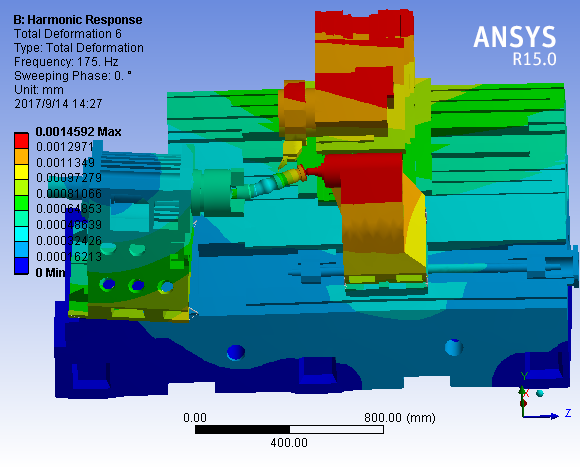 B: Harmonic Response
Total Deformation 6
Type: Total Deformation
Frequency: 175. Hz
Sweeping Phase: 0. °
Unit: mm
2017/9/14 14:27
ANSYS
R15.0
0.0014592 Max
0.0012971
0.0011349
0.00097279
0.00081066
0.00064853
0.00048639
0.00032426
0.00016213
0 Min
0.00
800.00 (mm)
400.00
Y
X
Z